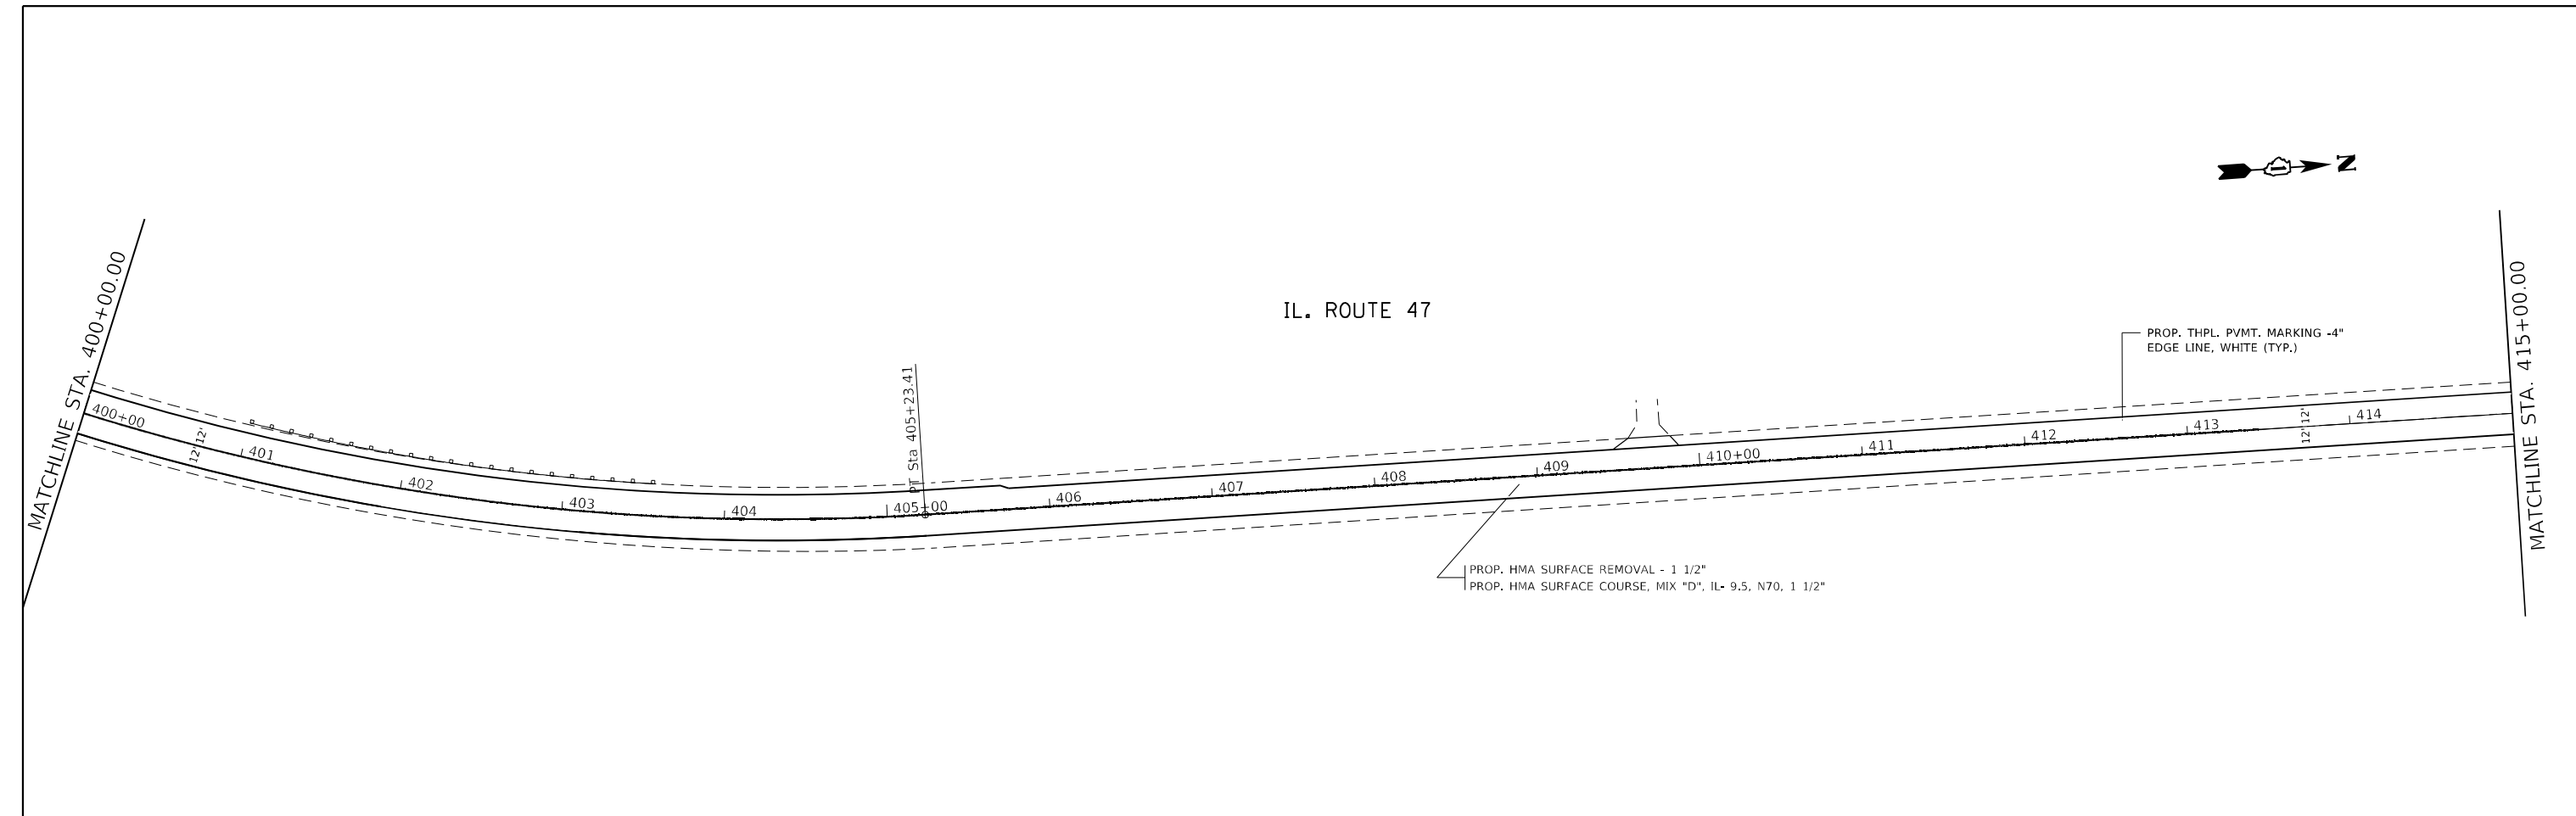 N
IL. ROUTE 47
MATCHLINE STA. 400+00.00
PT Sta 405+23.41
PROP. THPL. PVMT. MARKING -4"
EDGE LINE, WHITE (TYP.)
MATCHLINE STA. 415+00.00
400+00
12' 12'
401
402
403
404
405+00
406
407
408
409
410+00
411
412
413
12' 12'
414
PROP. HMA SURFACE REMOVAL - 1 1/2"
PROP. HMA SURFACE COURSE, MIX "D", IL- 9.5, N70, 1 1/2"